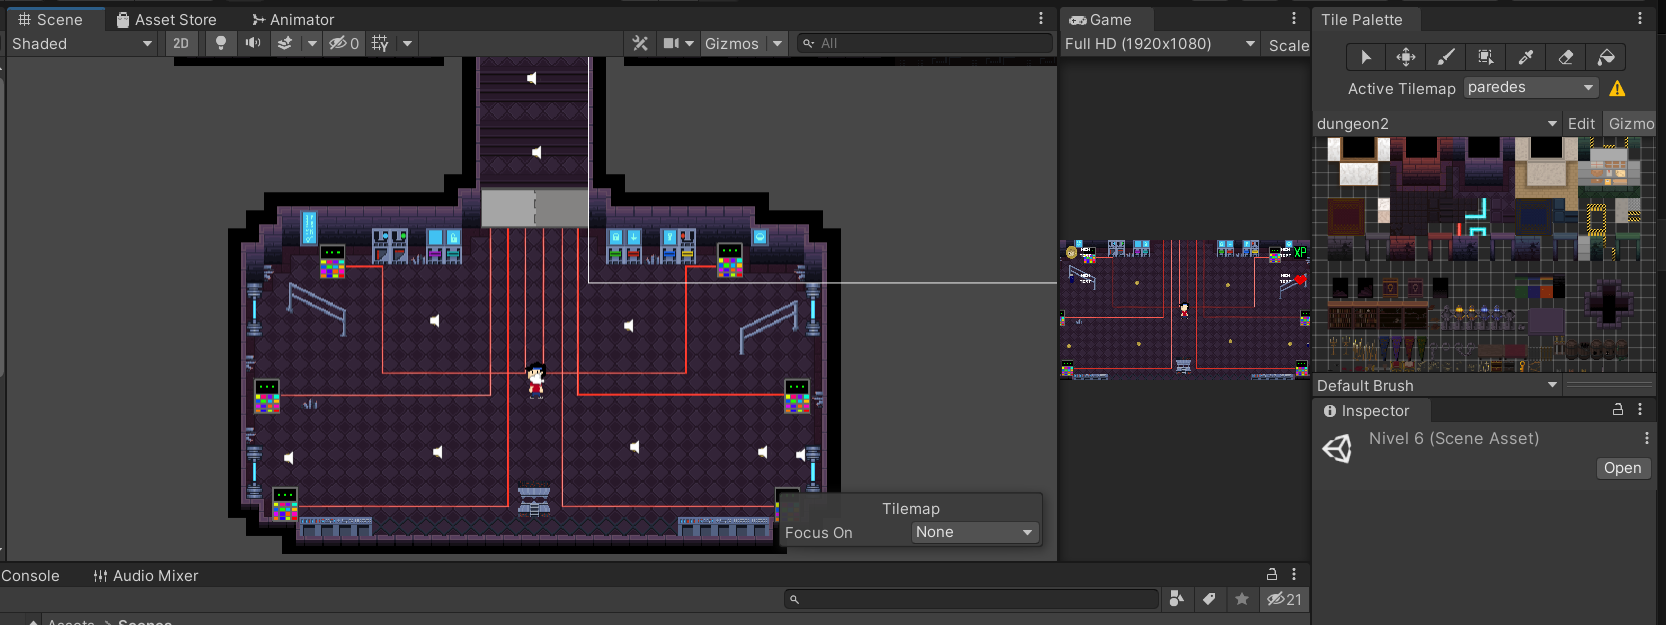 Scene
Asset Store
Animator
Shaded
2D
0
Gizmos
All
Game
Full HD (1920x1080)
Scale
Tile Palette
Active Tilemap
paredes
dungeon2
Edit
Gizmo
XP
Default Brush
Inspector
Nivel 6 (Scene Asset)
Open
Tilemap
Focus On
None
Console
Audio Mixer
21
Assets > Scenes